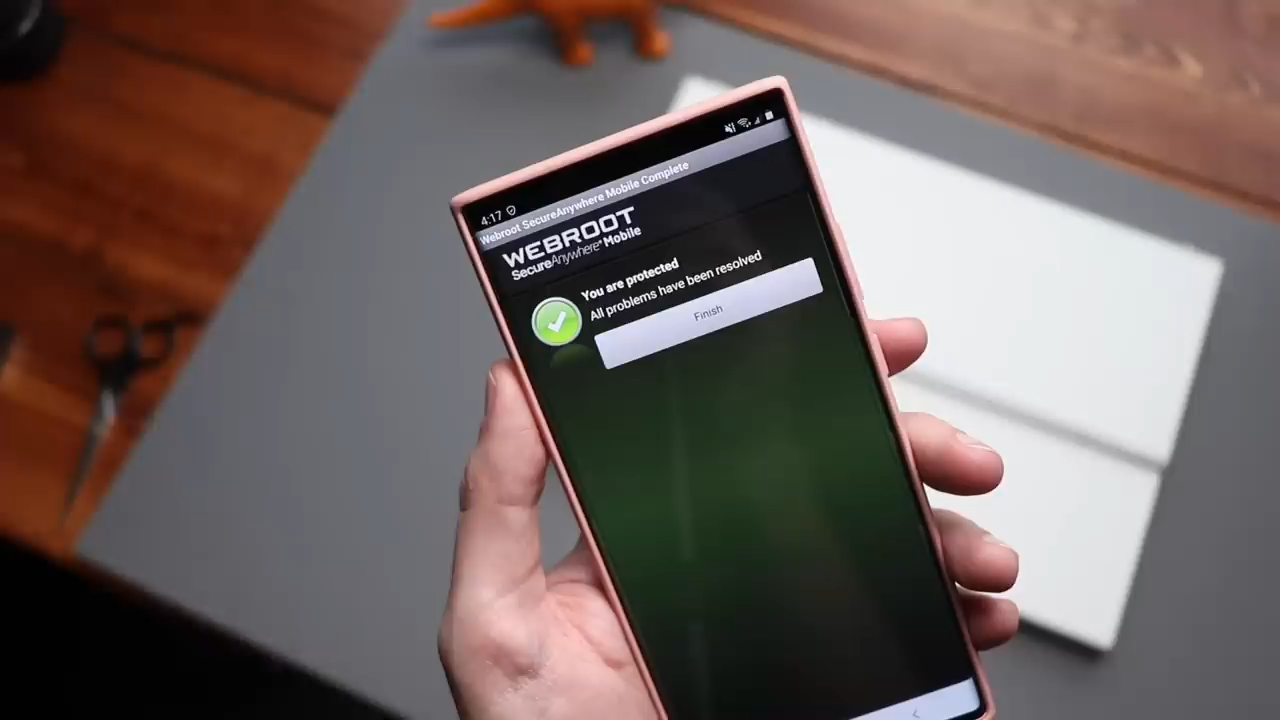 4:17
Webroot SecureAnywhere Mobile Complete
WEBROOT
SecureAnywhere® Mobile
You are protected
All problems have been resolved
Finish